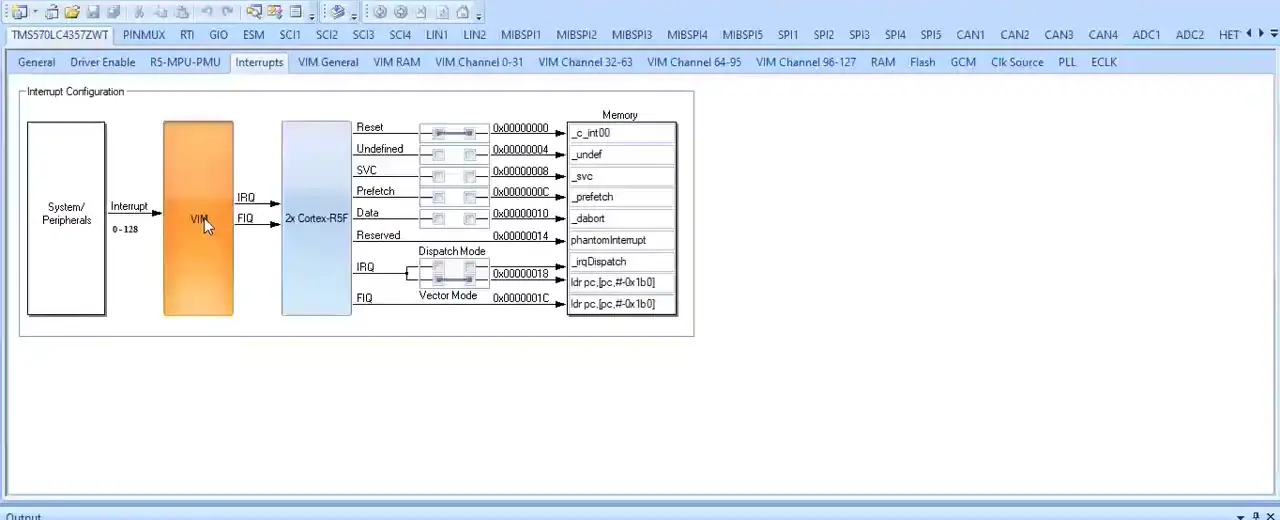 TMS570LC4357ZWT PINMUX RTI GIO ESM SCI1 SCI2 SCI3 SCI4 LIN1 LIN2 MIBSPI1 MIBSPI2 MIBSPI3 MIBSPI4 MIBSPI5 SPI1 SPI2 SPI3 SPI4 SPI5 CAN1 CAN2 CAN3 CAN4 ADC1 ADC2 HET
General Driver Enable R5-MPU-PMU Interrupts VIM General VIM RAM VIM Channel 0-31 VIM Channel 32-63 VIM Channel 64-95 VIM Channel 96-127 RAM Flash GCM Clk Source PLL ECLK
Interrupt Configuration
Memory
Reset 0x00000000 _c_int00
Undefined 0x00000004 _undef
SVC 0x00000008 _svc
Prefetch 0x0000000C _prefetch
Data 0x00000010 _dabort
Reserved 0x00000014 phantomInterrupt
Dispatch Mode
_irqDispatch
IRQ 0x00000018 ldr pc,[pc,#-0x1b0]
Vector Mode
FIQ 0x0000001C ldr pc,[pc,#-0x1b0]
System/
Peripherals
Interrupt
0-128
VIM
IRQ
FIQ
2x Cortex-R5F
Output